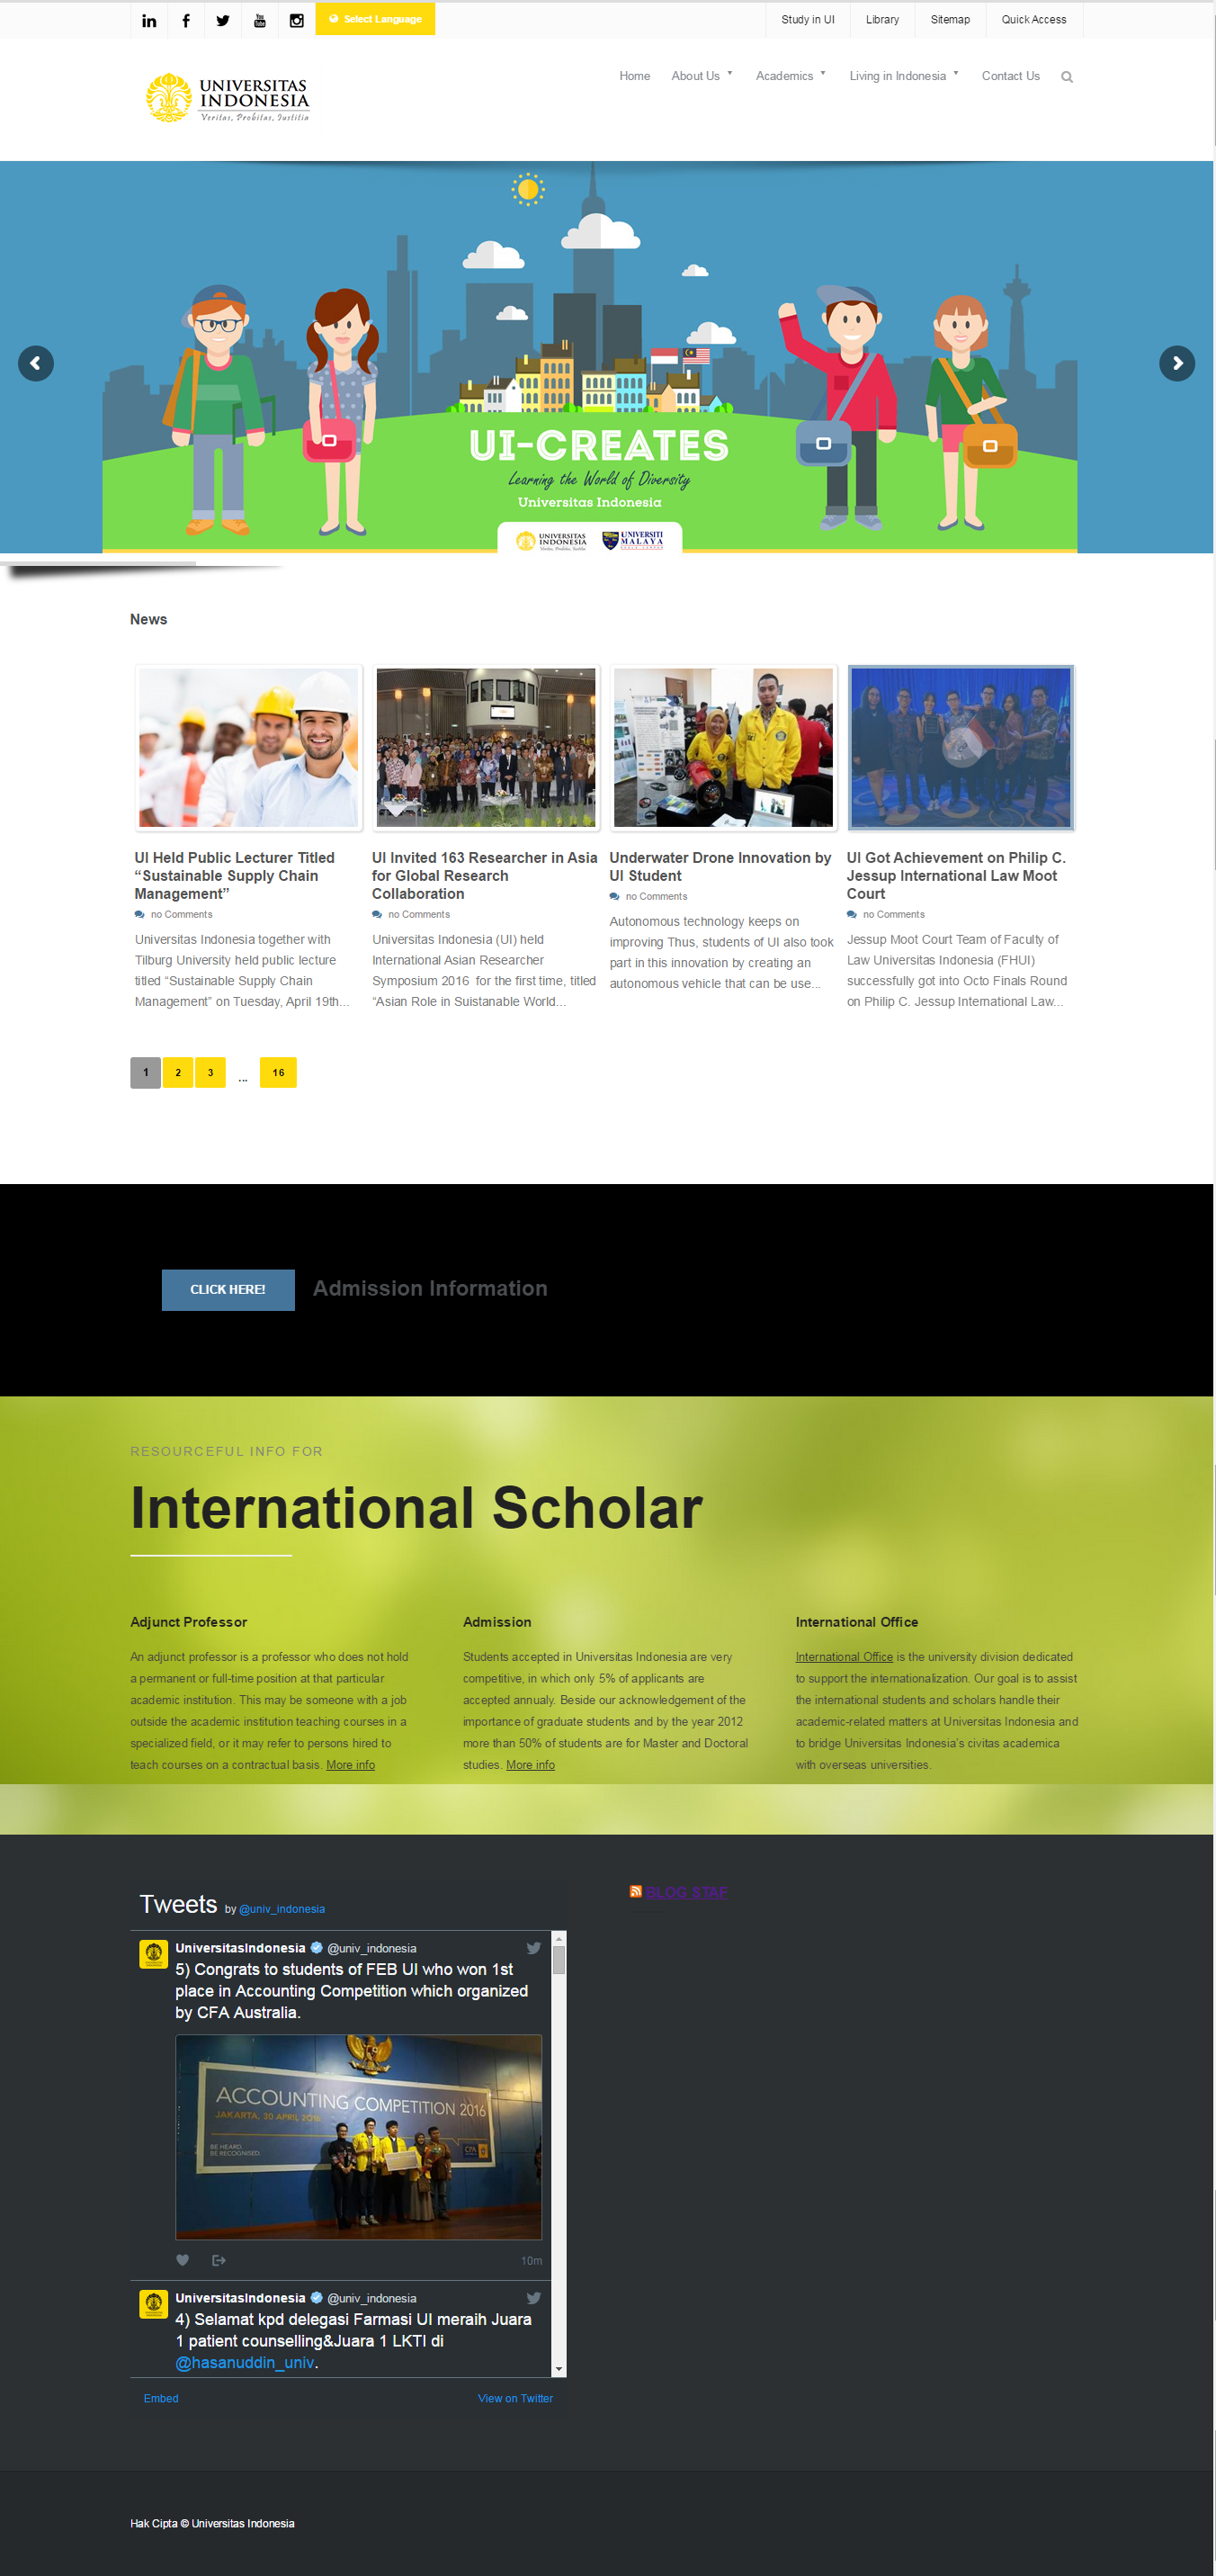 Select Language
Study in UI
Library
Sitemap
Quick Access
UNIVERSITAS
INDONESIA
Veritas, Probitas, Justitia
Home
About Us
Academics
Living in Indonesia
Contact Us
UI-CREATES
Learning the World of Diversity
Universitas Indonesia
UNIVERSITAS
INDONESIA
Veritas, Probitas, Justitia
UNIVERSITI
MALAYA
News
UI Held Public Lecturer Titled
“Sustainable Supply Chain
Management”
no Comments
Universitas Indonesia together with
Tilburg University held public lecture
titled “Sustainable Supply Chain
Management” on Tuesday, April 19th...
UI Invited 163 Researcher in Asia
for Global Research
Collaboration
no Comments
Universitas Indonesia (UI) held
International Asian Researcher
Symposium 2016 for the first time, titled
“Asian Role in Suistanable World...
Underwater Drone Innovation by
UI Student
no Comments
Autonomous technology keeps on
improving Thus, students of UI also took
part in this innovation by creating an
autonomous vehicle that can be use...
UI Got Achievement on Philip C.
Jessup International Law Moot
Court
no Comments
Jessup Moot Court Team of Faculty of
Law Universitas Indonesia (FHUI)
successfully got into Octo Finals Round
on Philip C. Jessup International Law...
1 2 3 ... 16
CLICK HERE!
Admission Information
RESOURCEFUL INFO FOR
International Scholar
Adjunct Professor
An adjunct professor is a professor who does not hold
a permanent or full-time position at that particular
academic institution. This may be someone with a job
outside the academic institution teaching courses in a
specialized field, or it may refer to persons hired to
teach courses on a contractual basis. More info
Admission
Students accepted in Universitas Indonesia are very
competitive, in which only 5% of applicants are
accepted annualy. Beside our acknowledgement of the
importance of graduate students and by the year 2012
more than 50% of students are for Master and Doctoral
studies. More info
International Office
International Office is the university division dedicated
to support the internationalization. Our goal is to assist
the international students and scholars handle their
academic-related matters at Universitas Indonesia and
to bridge Universitas Indonesia’s civitas academica
with overseas universities.
Tweets by @univ_indonesia
UniversitasIndonesia @univ_indonesia
5) Congrats to students of FEB UI who won 1st
place in Accounting Competition which organized
by CFA Australia.
ACCOUNTING COMPETITION 2016
JAKARTA, 30 APRIL 2016
BE HEARD.
BE RECOGNISED.
CPA
10m
UniversitasIndonesia @univ_indonesia
4) Selamat kpd delegasi Farmasi UI meraih Juara
1 patient counselling&Juara 1 LKTI di
@hasanuddin_univ.
Embed
View on Twitter
BLOG STAF
Hak Cipta © Universitas Indonesia